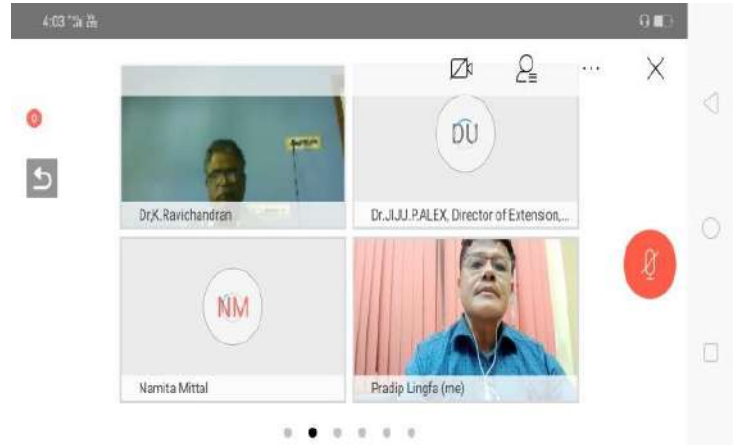 4:03
DU
Dr,K.Ravichandran
Dr.JIJU.P.ALEX, Director of Extension,...
NM
Namita Mittal
Pradip Lingfa (me)